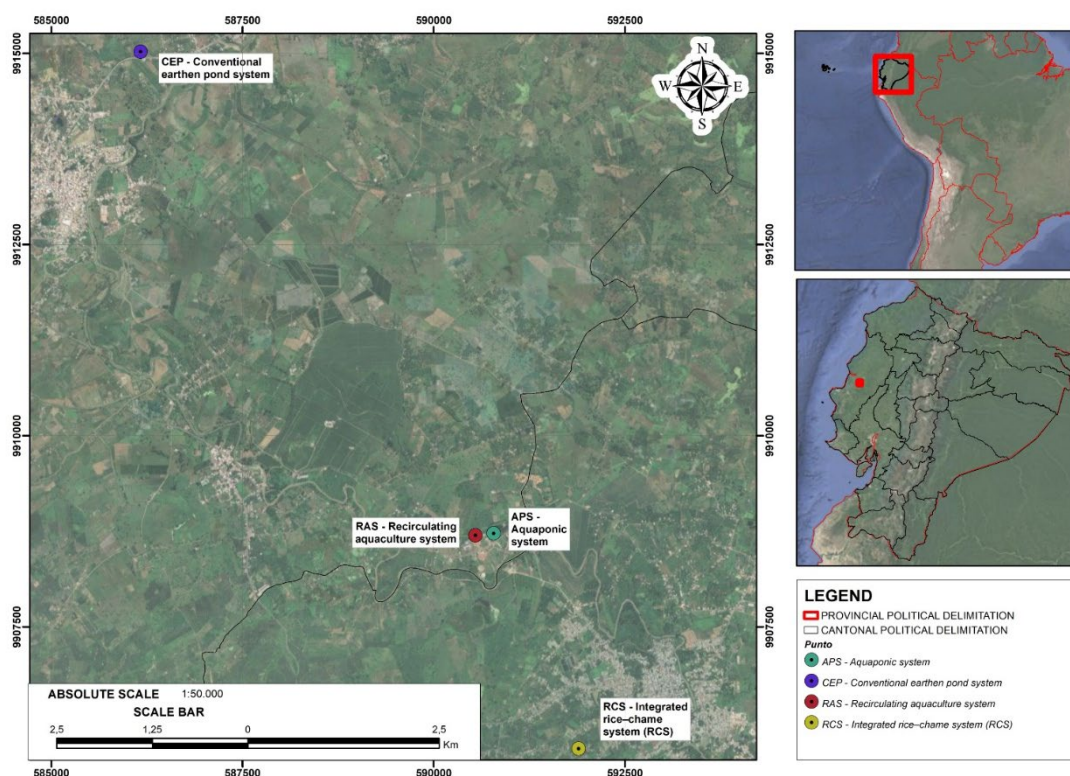 585000
587500
590000
592500
9915000
9915000
CEP - Conventional
earthen pond system
N
W
E
S
9912500
9912500
9910000
9910000
RAS - Recirculating
aquaculture system
APS -
Aquaponic
system
9907500
9907500
RCS - Integrated
rice–chame
system (RCS)
ABSOLUTE SCALE 1:50.000
SCALE BAR
2,5 1,25 0 2,5
Km
585000
587500
590000
592500
LEGEND
PROVINCIAL POLITICAL DELIMITATION
CANTONAL POLITICAL DELIMITATION
Punto
APS - Aquaponic system
CEP - Conventional earthen pond system
RAS - Recirculating aquaculture system
RCS - Integrated rice–chame system (RCS)